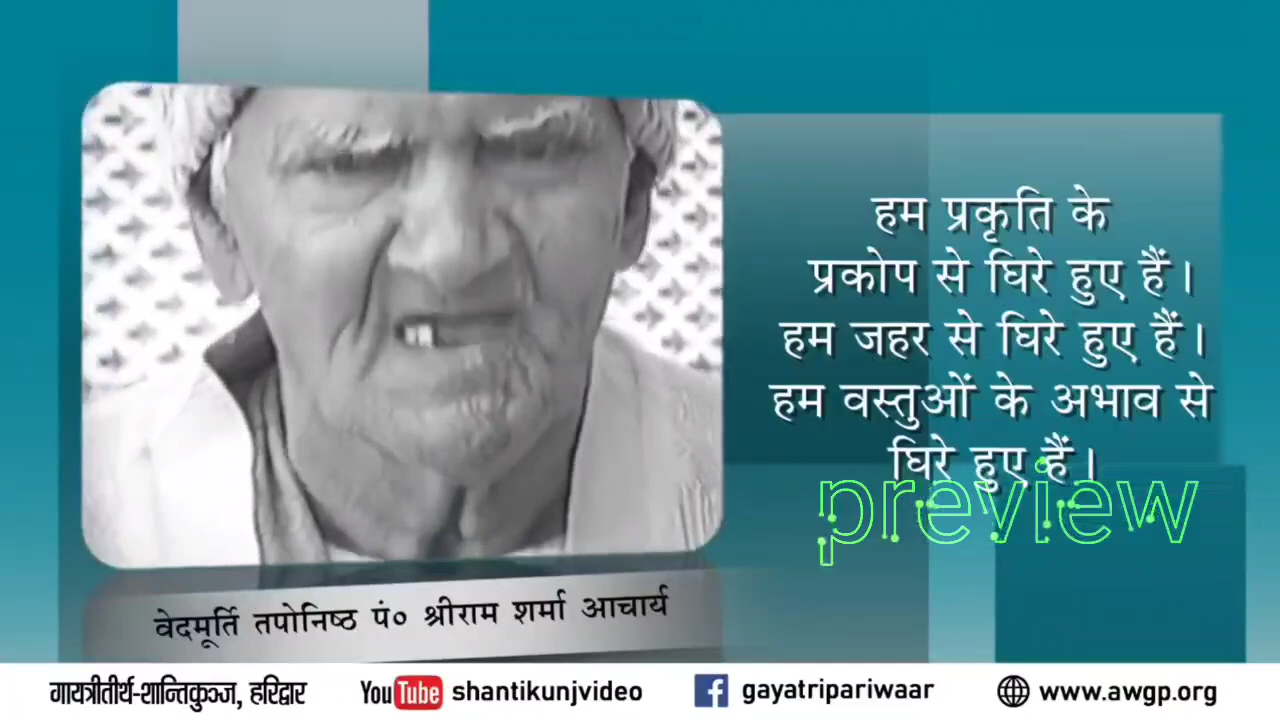 हम प्रकृति के
प्रकोप से घिरे हुए हैं।
हम जहर से घिरे हुए हैं।
हम वस्तुओं के अभाव से
घिरे हुए हैं।
preview
वेदमूर्ति तपोनिष्ठ पं० श्रीराम शर्मा आचार्य
गायत्रीतीर्थ-शान्तिकुञ्ज, हरिद्वार YouTube shantikunjvideo f gayatripariwaar www.awgp.org